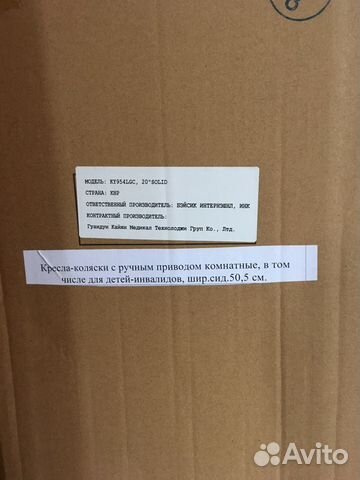 МОДЕЛЬ: KY954LGC, 20"SOLID
СТРАНА: КНР
ОТВЕТСТВЕННЫЙ ПРОИЗВОДИТЕЛЬ: БЭЙСИК ИНТЕРНЭШНЛ, ИНК
КОНТРАКТНЫЙ ПРОИЗВОДИТЕЛЬ:
Гуандун Кайян Медикал Технолоджи Груп Ко., Лтд.
Кресла-коляски с ручным приводом комнатные, в том
числе для детей-инвалидов, шир.сид.50,5 см.
Avito